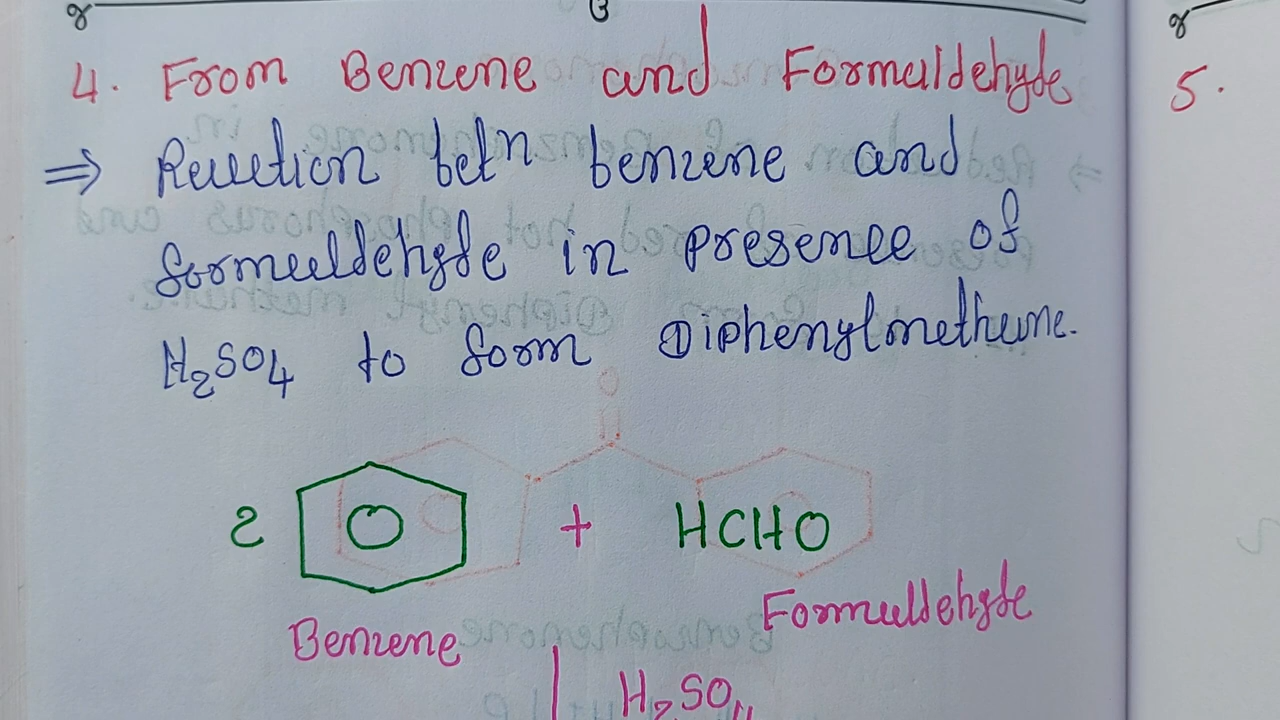 4. From Benzene and Formaldehyde
5.
⇒ Reaction betn benzene and
formaldehyde in presence of
H2SO4 to form Diphenylmethane.
2 + HCHO
Benzene Formaldehyde
H2SO4